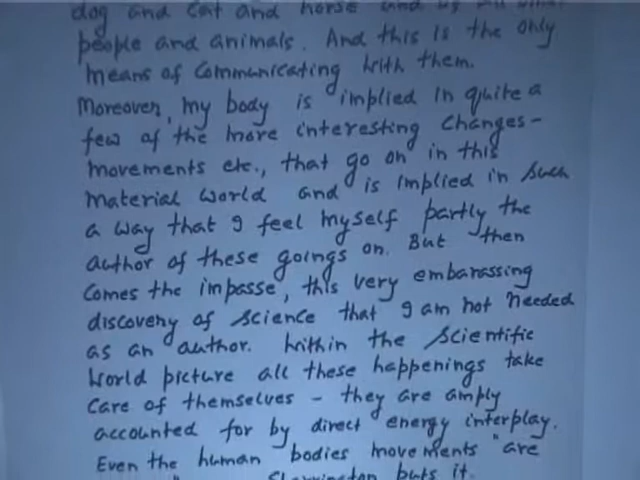 dog and cat and horse and
people and animals. And this is the only
means of communicating with them.
Moreover, my body is implied in quite a
few of the more interesting changes-
movements etc., that go on in this
material world and is implied in such
a way that I feel myself partly the
author of these goings on. But then
comes the impasse, this very embarassing
discovery of science that I am not needed
as an author. Within the scientific
world picture all these happenings take
care of themselves - they are amply
accounted for by direct energy interplay.
Even the human bodies movements "are
Sherrington puts it.